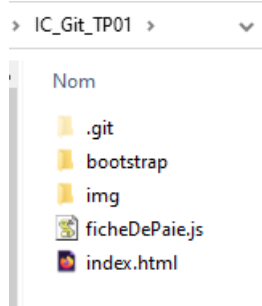 IC_Git_TP01
Nom
.git
bootstrap
img
ficheDePaie.js
index.html